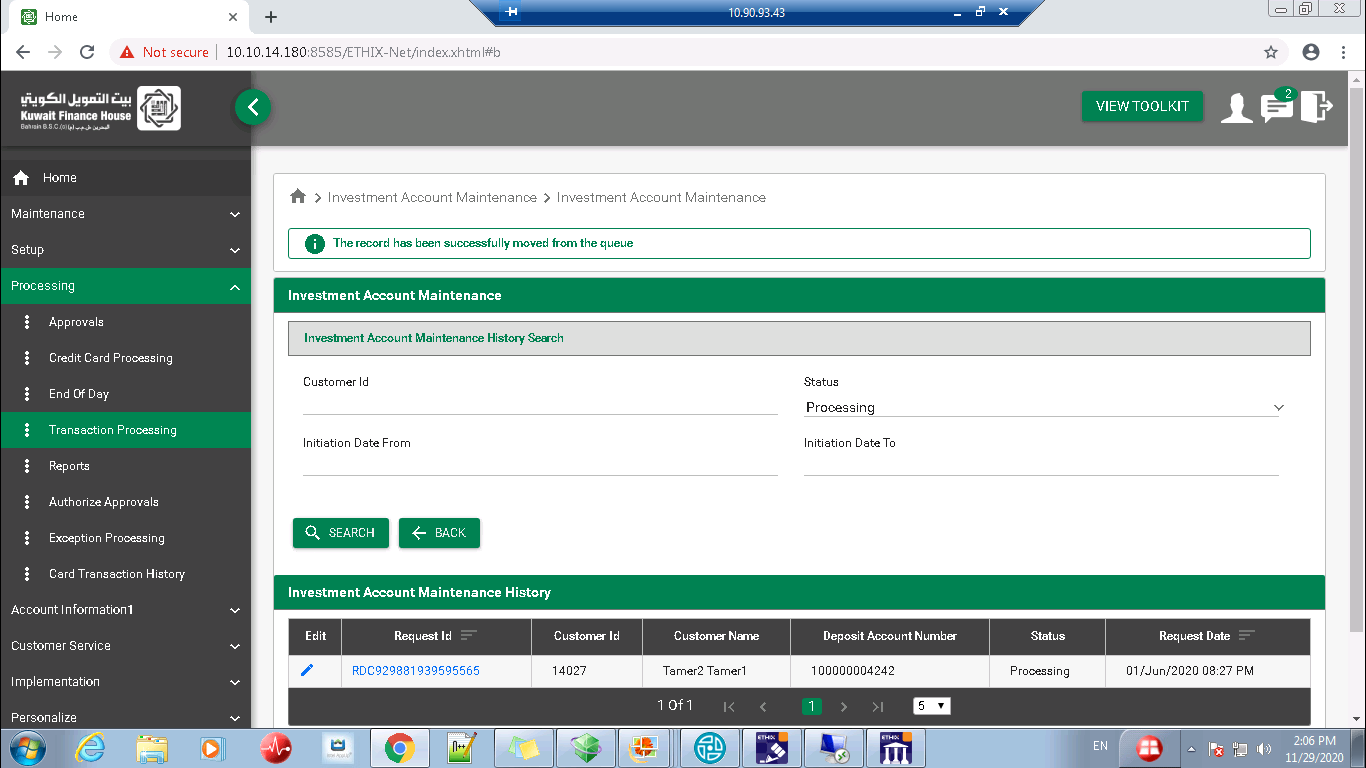 Home
10.90.93.43
Not secure
10.10.14.180:8585/ETHIX-Net/index.xhtml#b
بيت التمويل الكويتي
Kuwait Finance House
VIEW TOOLKIT
2
Home
Maintenance
Setup
Processing
Approvals
Credit Card Processing
End Of Day
Transaction Processing
Reports
Authorize Approvals
Exception Processing
Card Transaction History
Account Information1
Customer Service
Implementation
Personalize
Investment Account Maintenance
Investment Account Maintenance
The record has been successfully moved from the queue
Investment Account Maintenance
Investment Account Maintenance History Search
Customer Id
Status
Processing
Initiation Date From
Initiation Date To
SEARCH
BACK
Investment Account Maintenance History
Edit Request Id Customer Id Customer Name Deposit Account Number Status Request Date
RDC929881939595565 14027 Tamer2 Tamer1 100000004242 Processing 01/Jun/2020 08:27 PM
1 Of 1 1 5
ETHIX
ETHIX
EN
2:06 PM
11/29/2020